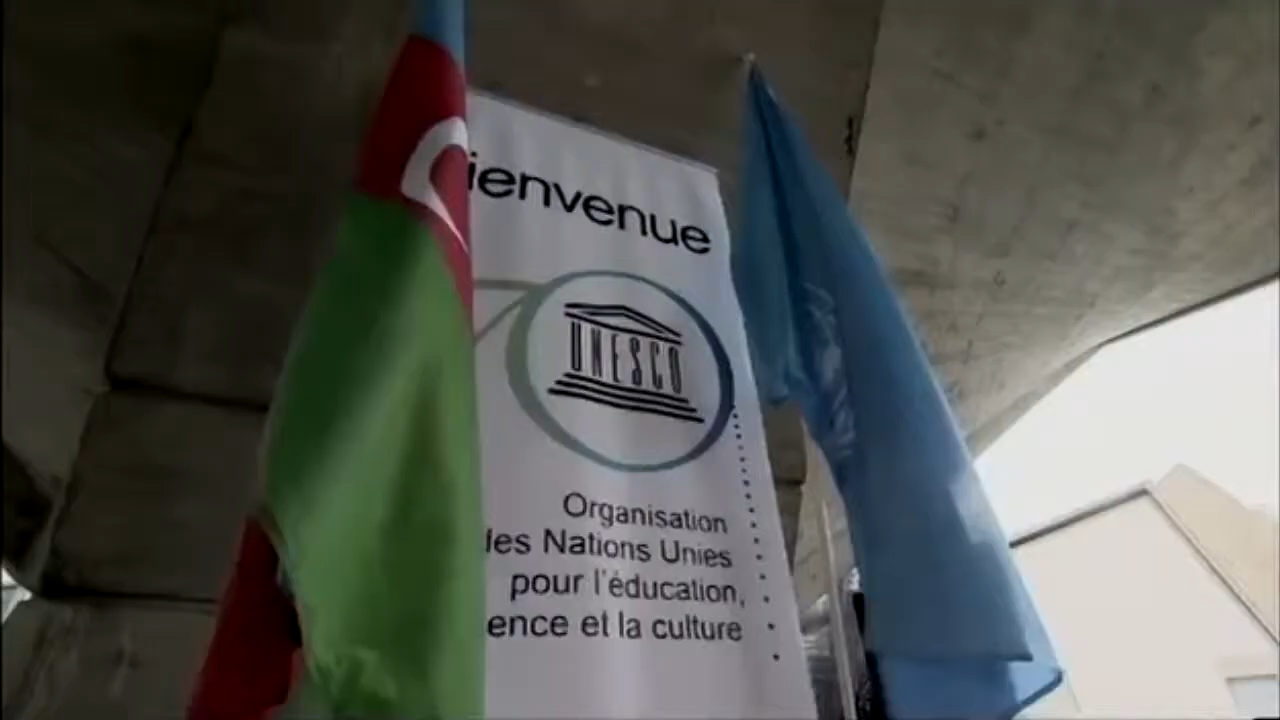 ienvenue
UNESCO
Organisation
des Nations Unies
pour l'éducation,
ence et la culture